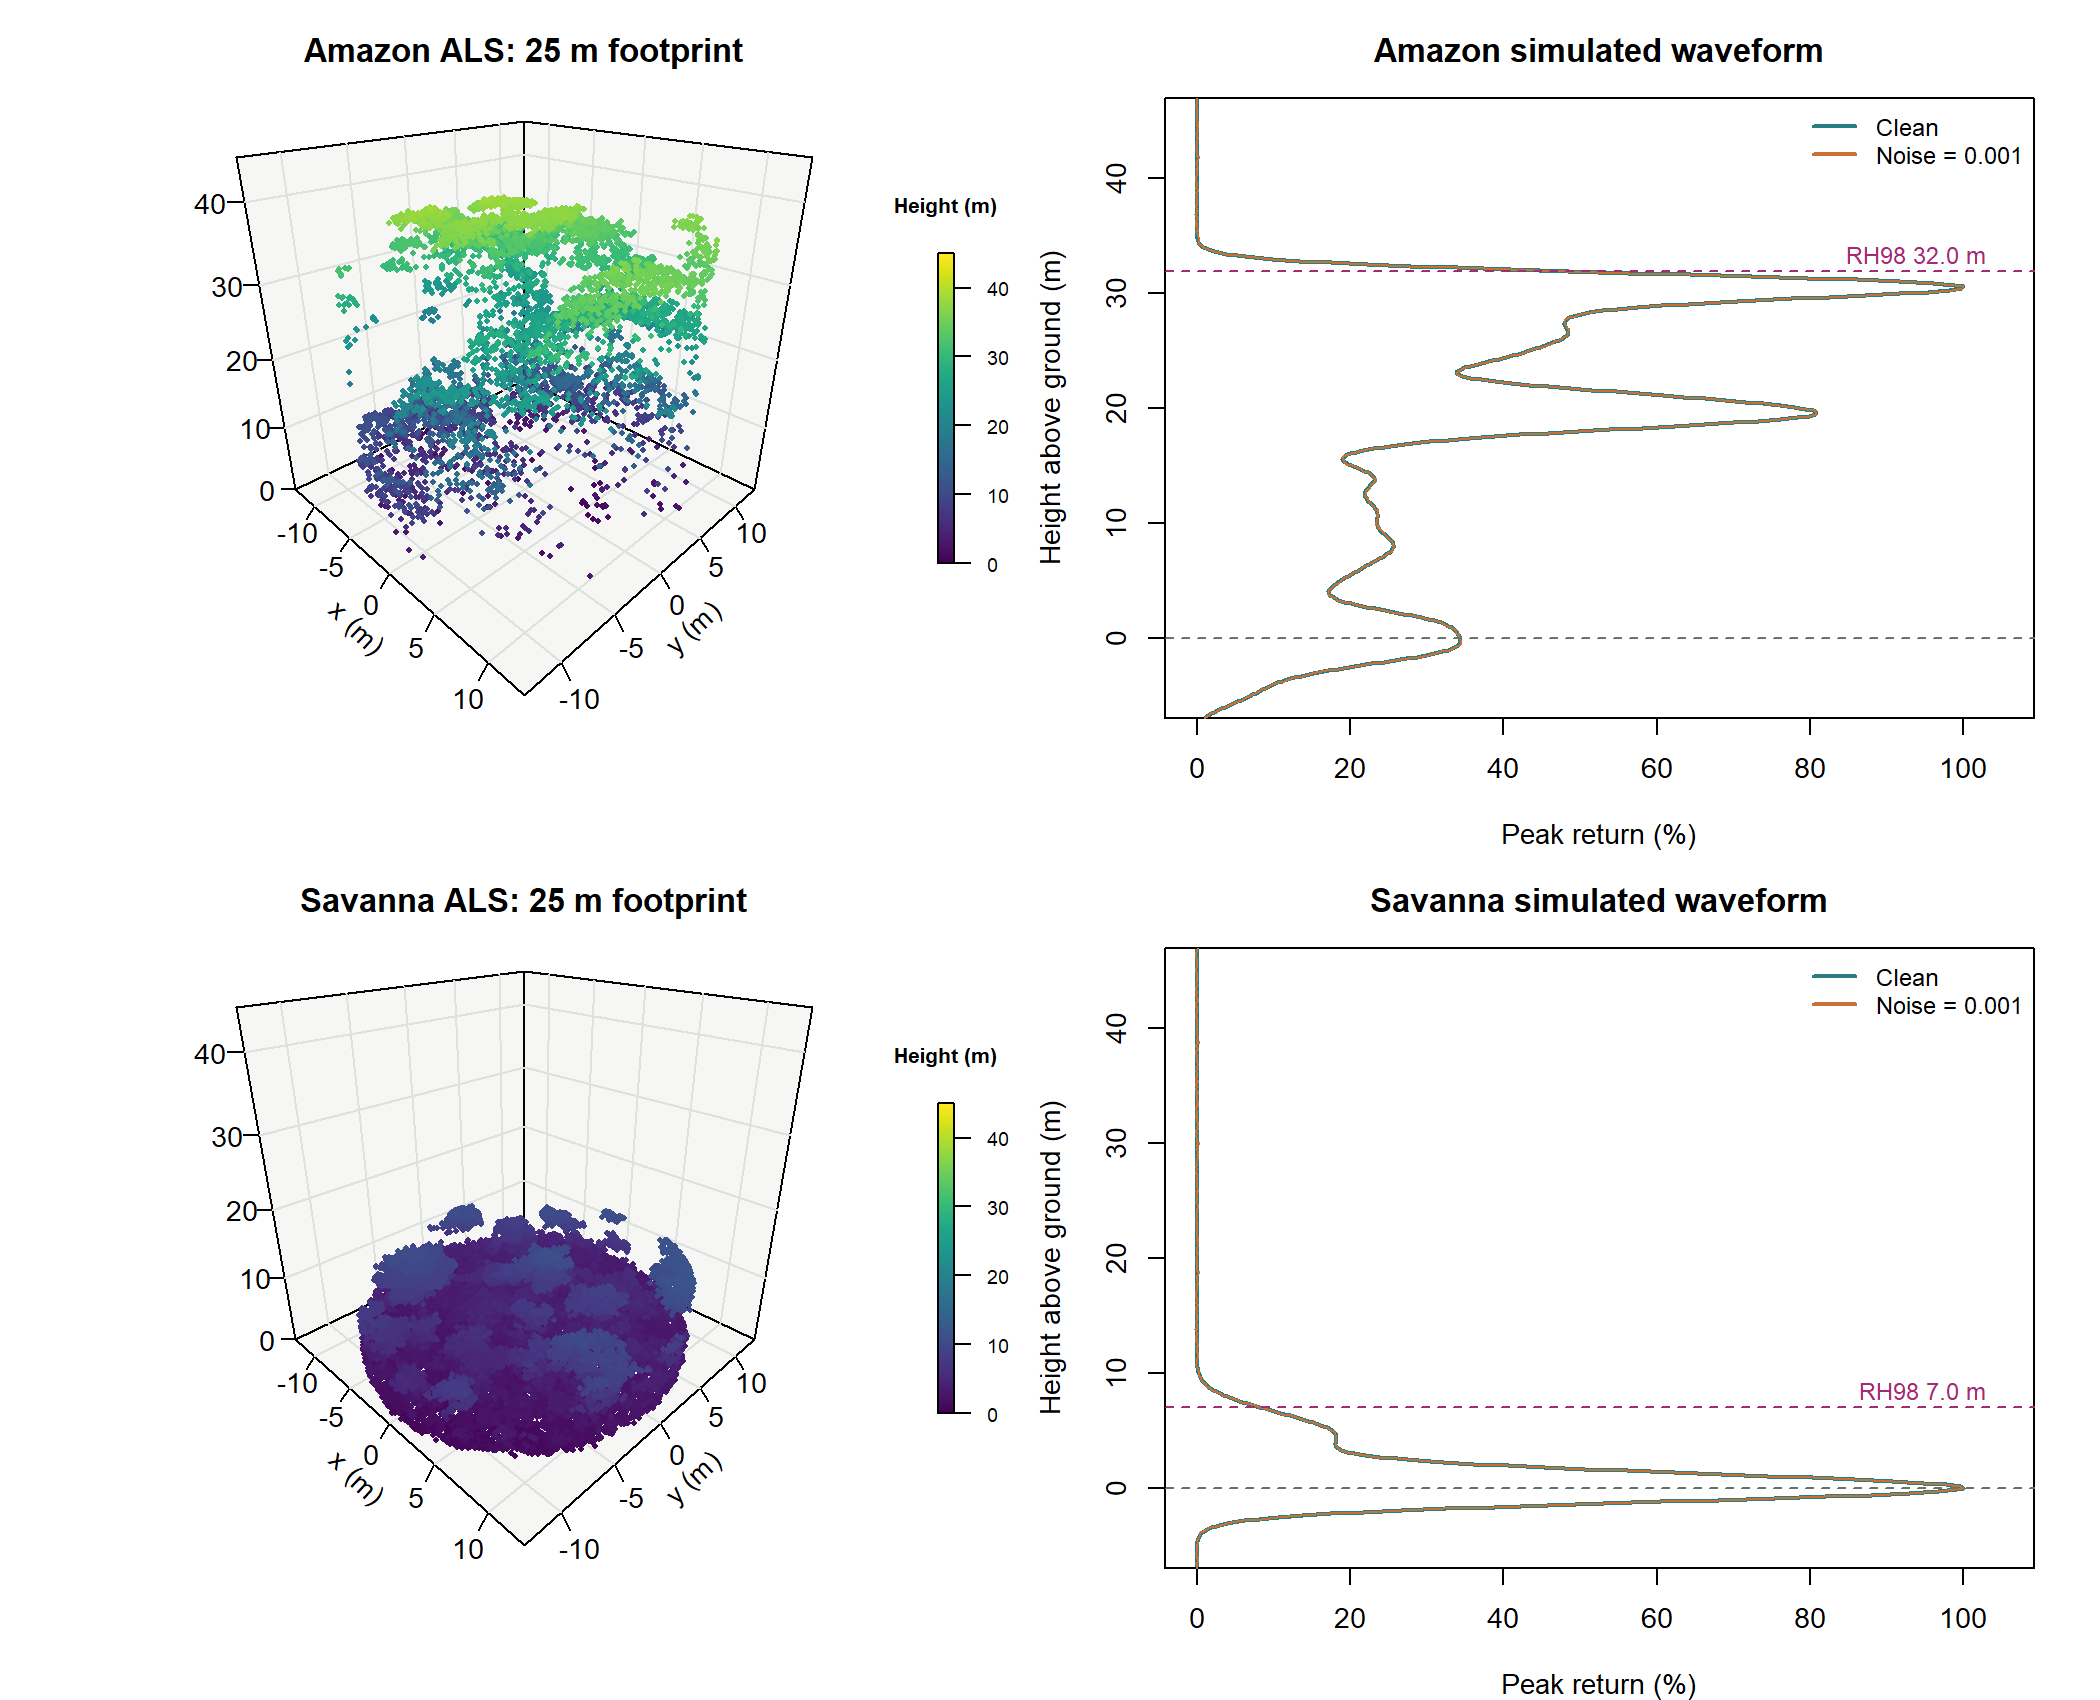 Amazon ALS: 25 m footprint
40
30
20
10
0
-10
-5
0
5
10
x (m)
-10
-5
0
5
10
y (m)
Height (m)
40
30
20
10
0
Amazon simulated waveform
Clean
Noise = 0.001
RH98 32.0 m
Height above ground (m)
40
30
20
10
0
0 20 40 60 80 100
Peak return (%)
Savanna ALS: 25 m footprint
40
30
20
10
0
-10
-5
0
5
10
x (m)
-10
-5
0
5
10
y (m)
Height (m)
40
30
20
10
0
Savanna simulated waveform
Clean
Noise = 0.001
RH98 7.0 m
Height above ground (m)
40
30
20
10
0
0 20 40 60 80 100
Peak return (%)